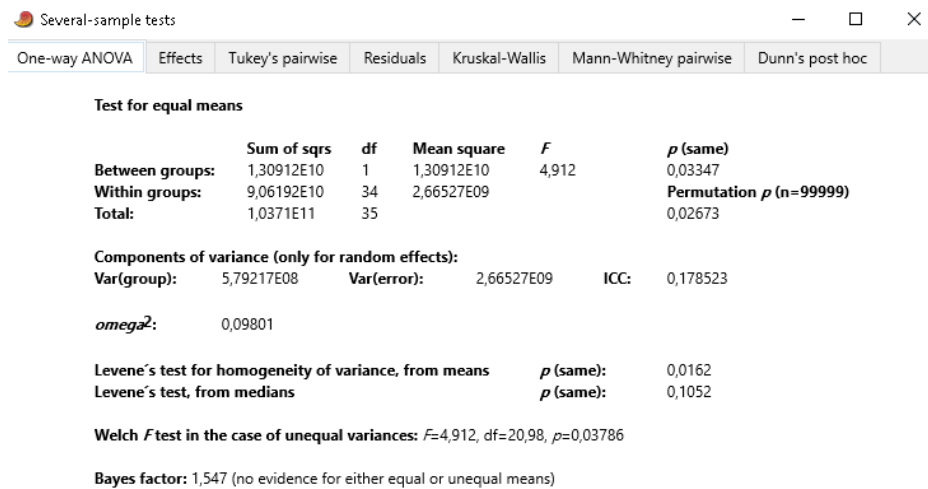 Several-sample tests
One-way ANOVA Effects Tukey's pairwise Residuals Kruskal-Wallis Mann-Whitney pairwise Dunn's post hoc
Test for equal means
Sum of sqrs df Mean square F p (same)
Between groups: 1,30912E10 1 1,30912E10 4,912 0,03347
Within groups: 9,06192E10 34 2,66527E09 Permutation p (n=99999)
Total: 1,0371E11 35 0,02673
Components of variance (only for random effects):
Var(group): 5,79217E08 Var(error): 2,66527E09 ICC: 0,178523
omega2: 0,09801
Levene´s test for homogeneity of variance, from means p (same): 0,0162
Levene´s test, from medians p (same): 0,1052
Welch F test in the case of unequal variances: F=4,912, df=20,98, p=0,03786
Bayes factor: 1,547 (no evidence for either equal or unequal means)